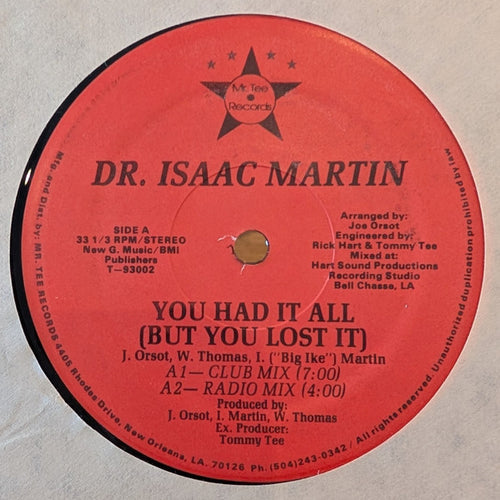 Mr. Tee
Records
DR. ISAAC MARTIN
SIDE A
33 1/3 RPM/STEREO
New G. Music/BMI
Publishers
T-93002
Arranged by:
Joe Orsot
Engineered by:
Rick Hart & Tommy Tee
Mixed at:
Hart Sound Productions
Recording Studio
Bell Chasse, LA
YOU HAD IT ALL
(BUT YOU LOST IT)
J. Orsot, W. Thomas, I. ("Big Ike") Martin
A1— CLUB MIX (7:00)
A2— RADIO MIX (4:00)
Produced by:
J. Orsot, I. Martin, W. Thomas
Ex. Producer:
Tommy Tee
Mfg. and Dist. by: MR. TEE RECORDS 4405 Rhodes Drive, New Orleans, LA. 70126 Ph. (504)243-0342 / All rights reserved. Unauthorized duplication prohibited by law